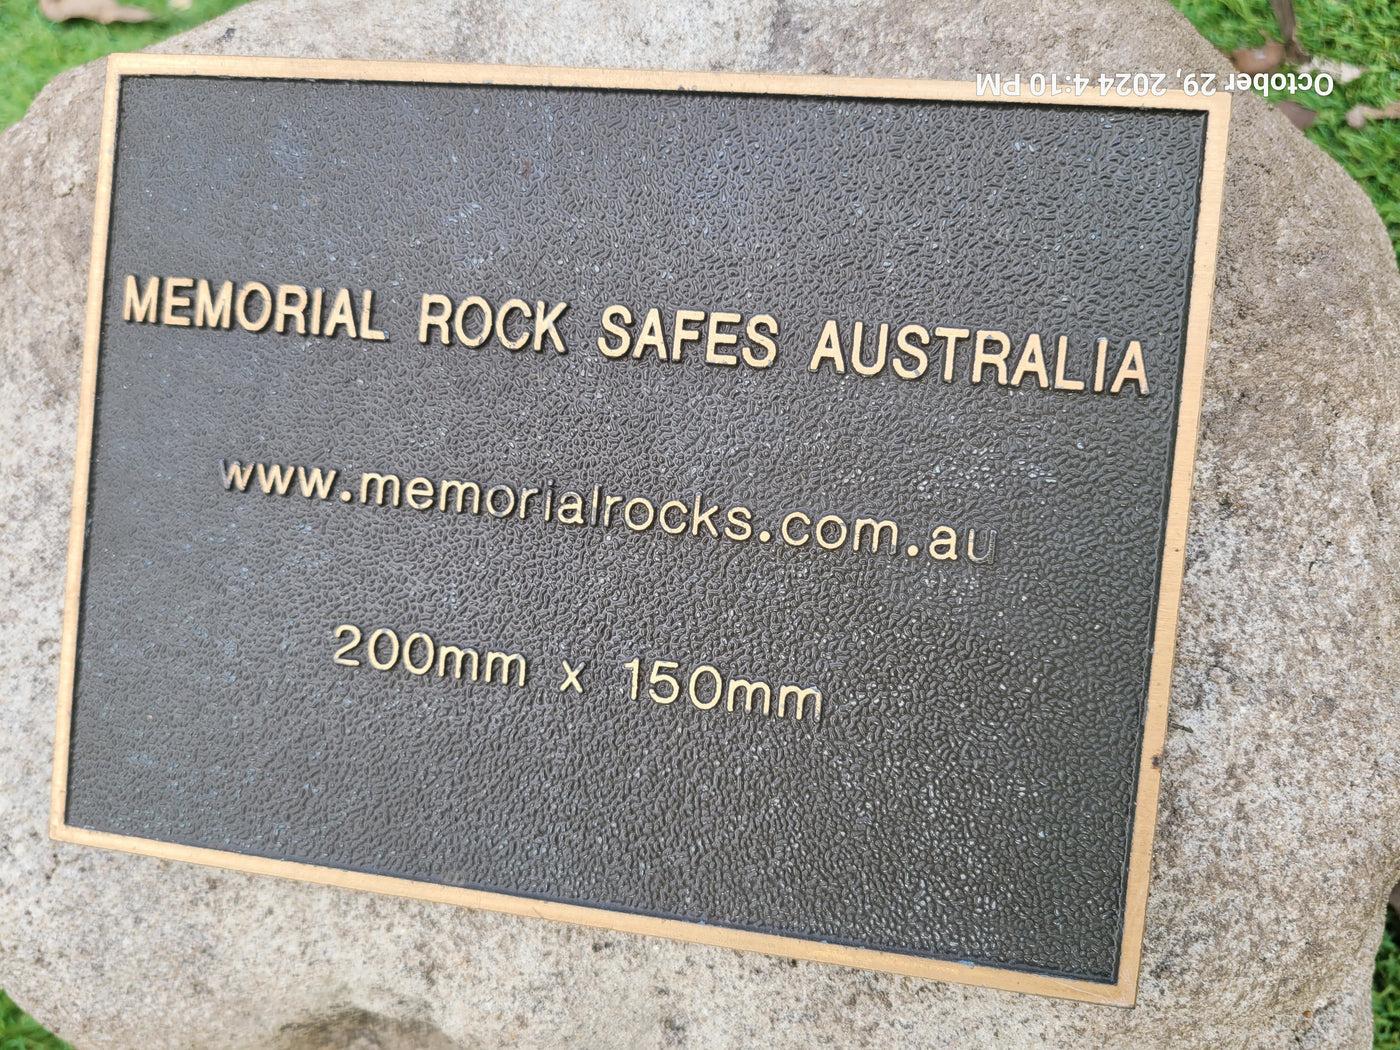 October 29, 2024 4:10 PM
MEMORIAL ROCK SAFES AUSTRALIA
www.memorialrocks.com.au
200mm x 150mm